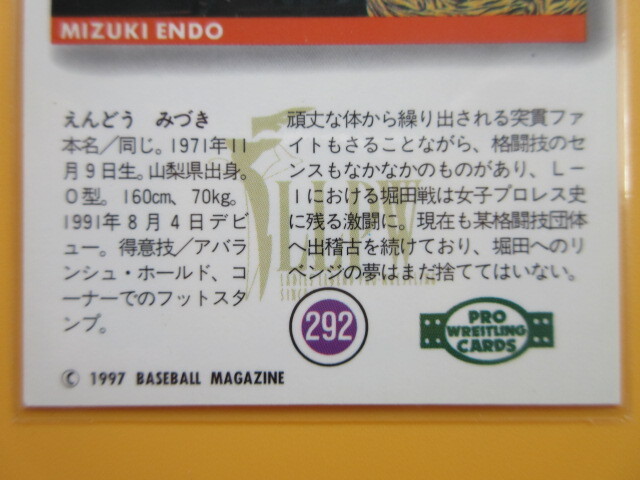 MIZUKI ENDO
えんどう　みづき
本名／同じ。1971年11
月9日生。山梨県出身。
O型。160cm、70kg。
1991年8月4日デビ
ュー。得意技／アバラ
ンシュ・ホールド、コ
ーナーでのフットスタ
ンプ。
頑丈な体から繰り出される突貫ファ
イトもさることながら、格闘技のセ
ンスもなかなかのものがあり、L－
1における堀田戦は女子プロレス史
に残る激闘に。現在も某格闘技団体
へ出稽古を続けており、堀田へのリ
ベンジの夢はまだ捨ててはいない。
LLPW
292
PRO
WRESTLING
CARDS
© 1997 BASEBALL MAGAZINE